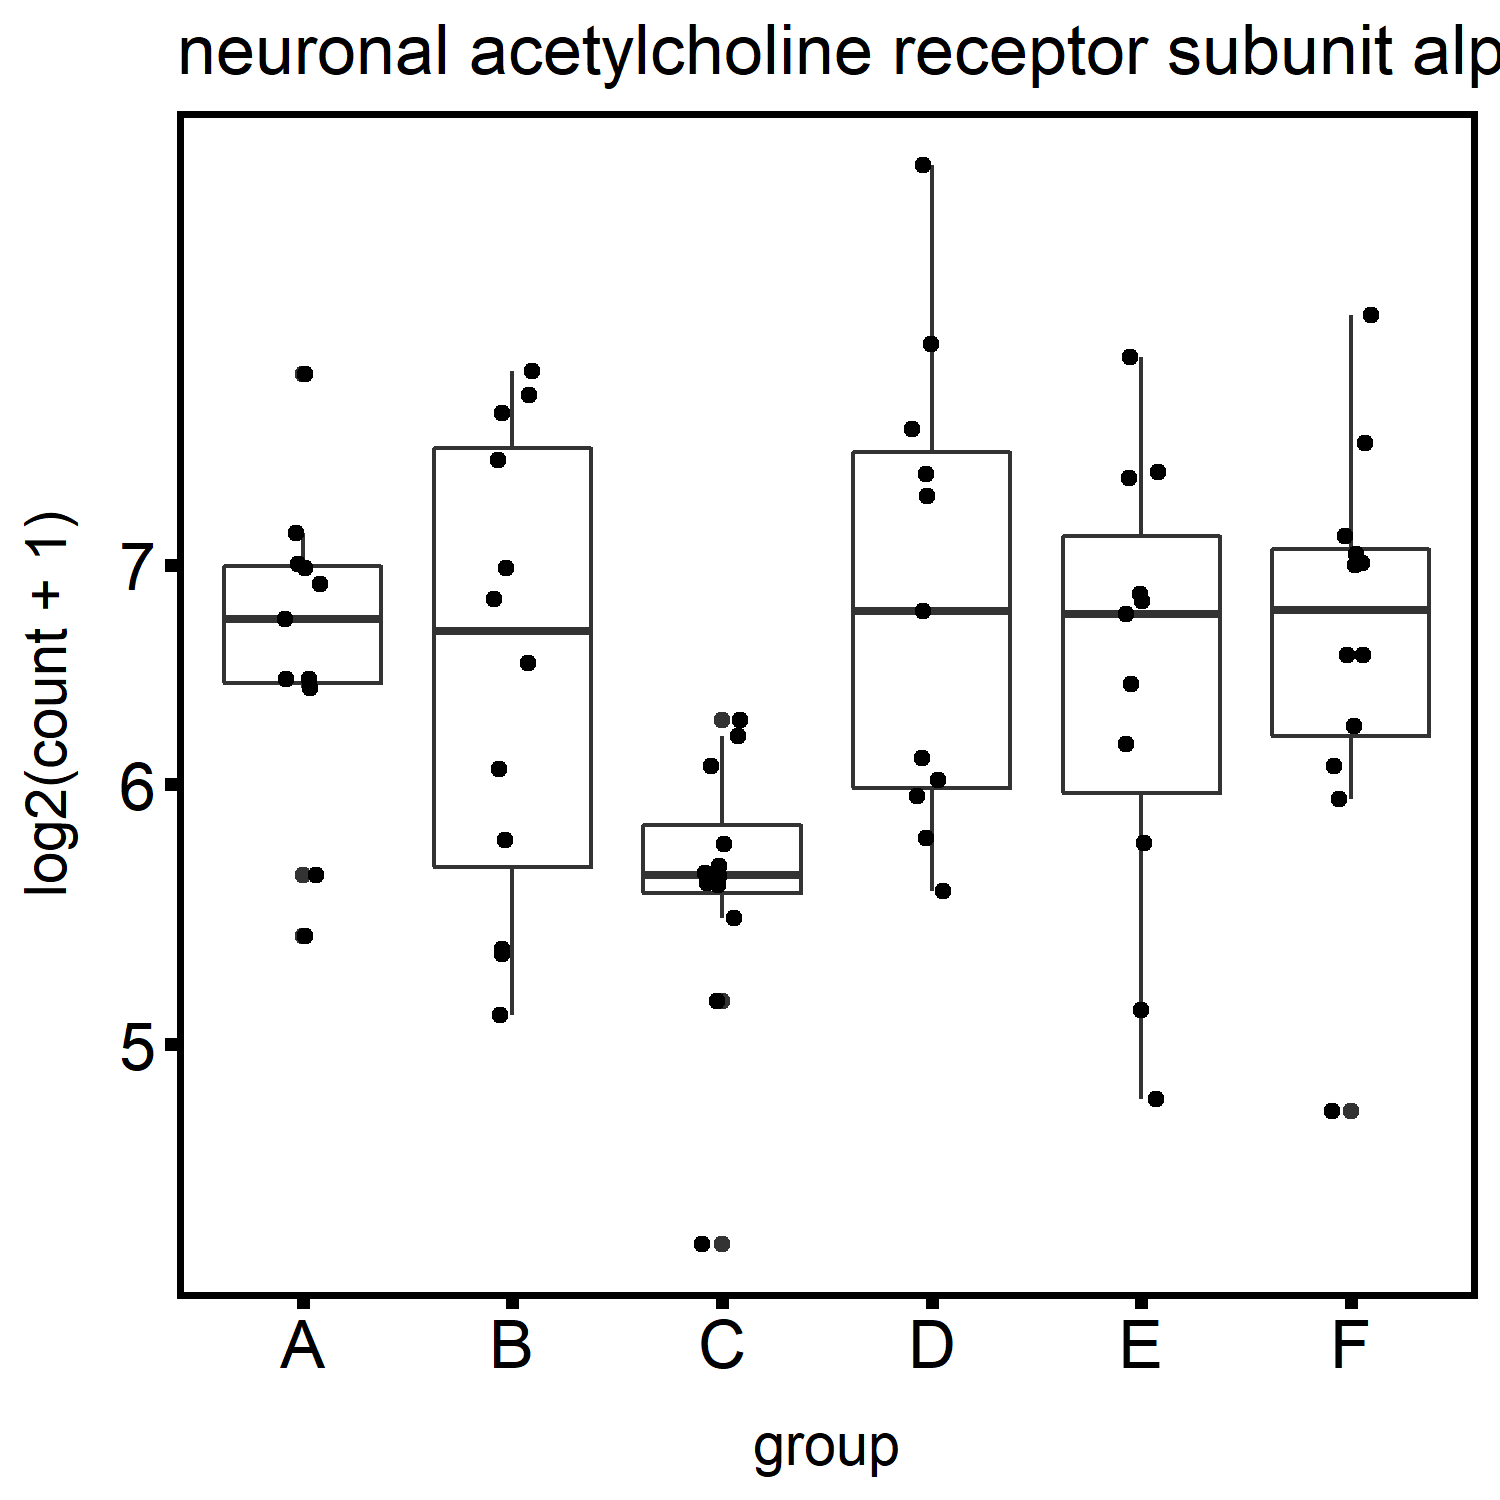 neuronal acetylcholine receptor subunit alp
log2(count + 1)
7
6
5
A B C D E F
group